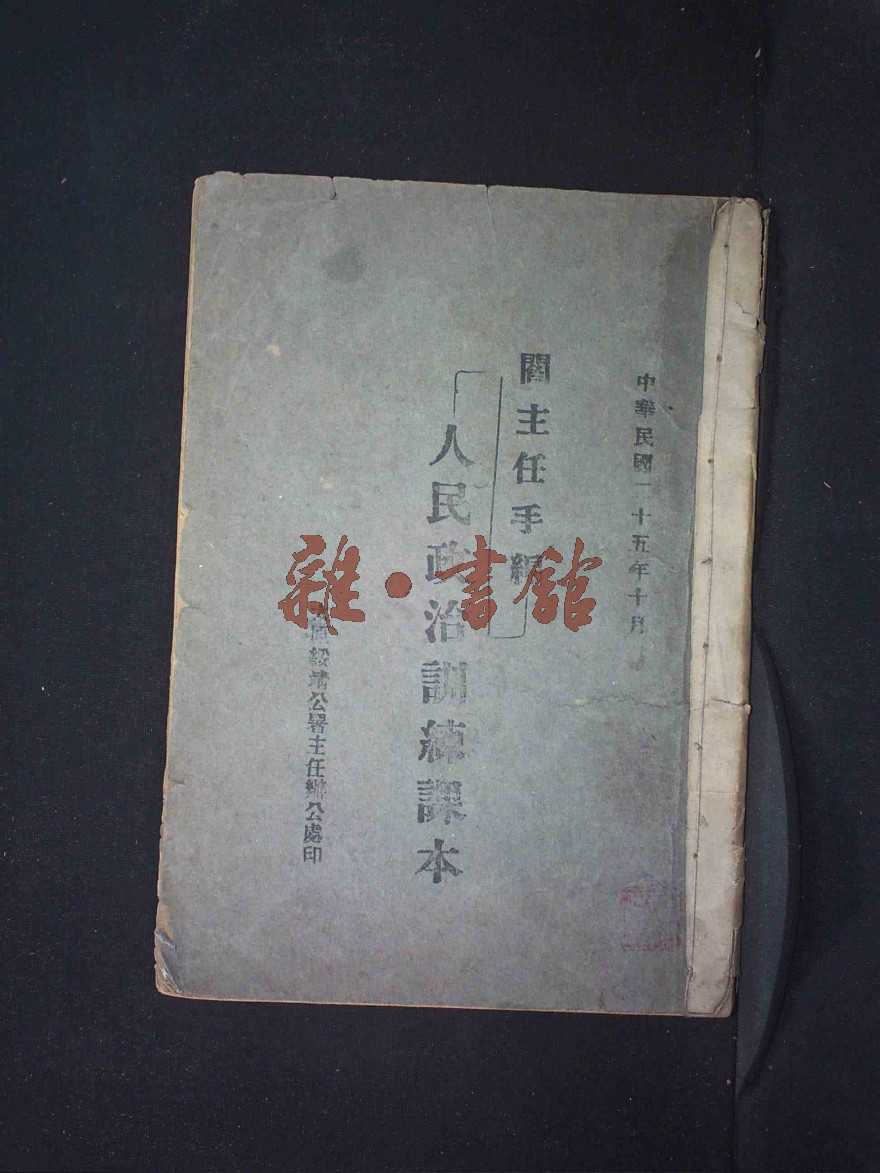 中華民國二十五年十月
閻主任手編
人民政治訓練課本
綏靖公署主任辦公處印
雜·書館